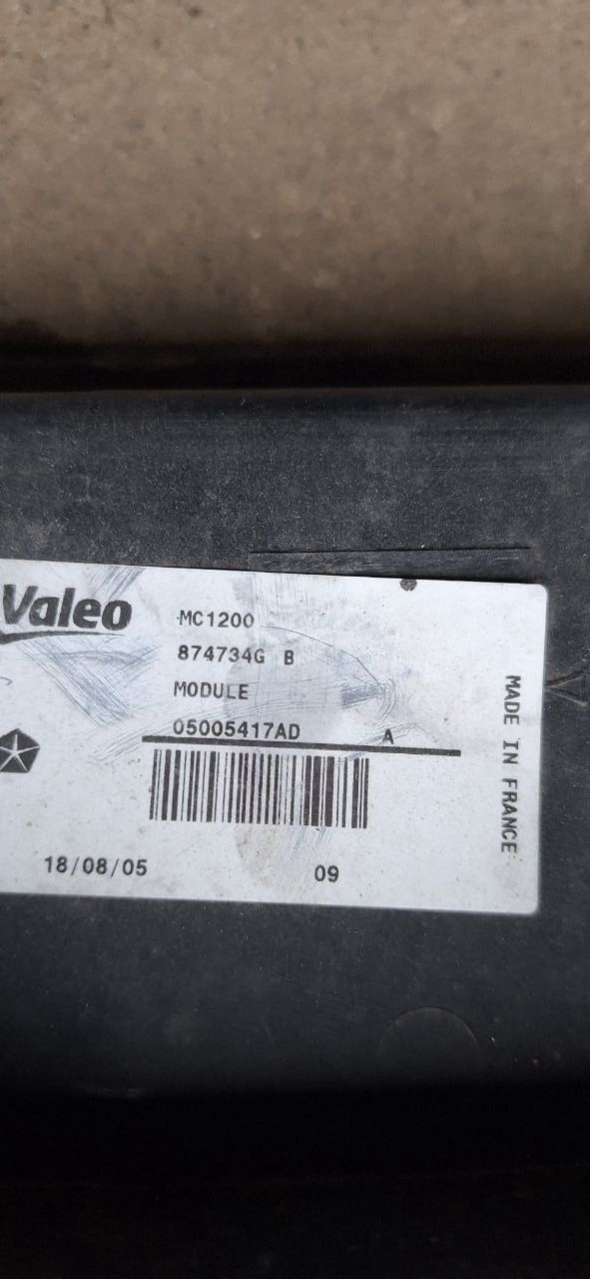 Valeo
MC1200
874734G B
MODULE
05005417AD A
18/08/05 09
MADE IN FRANCE